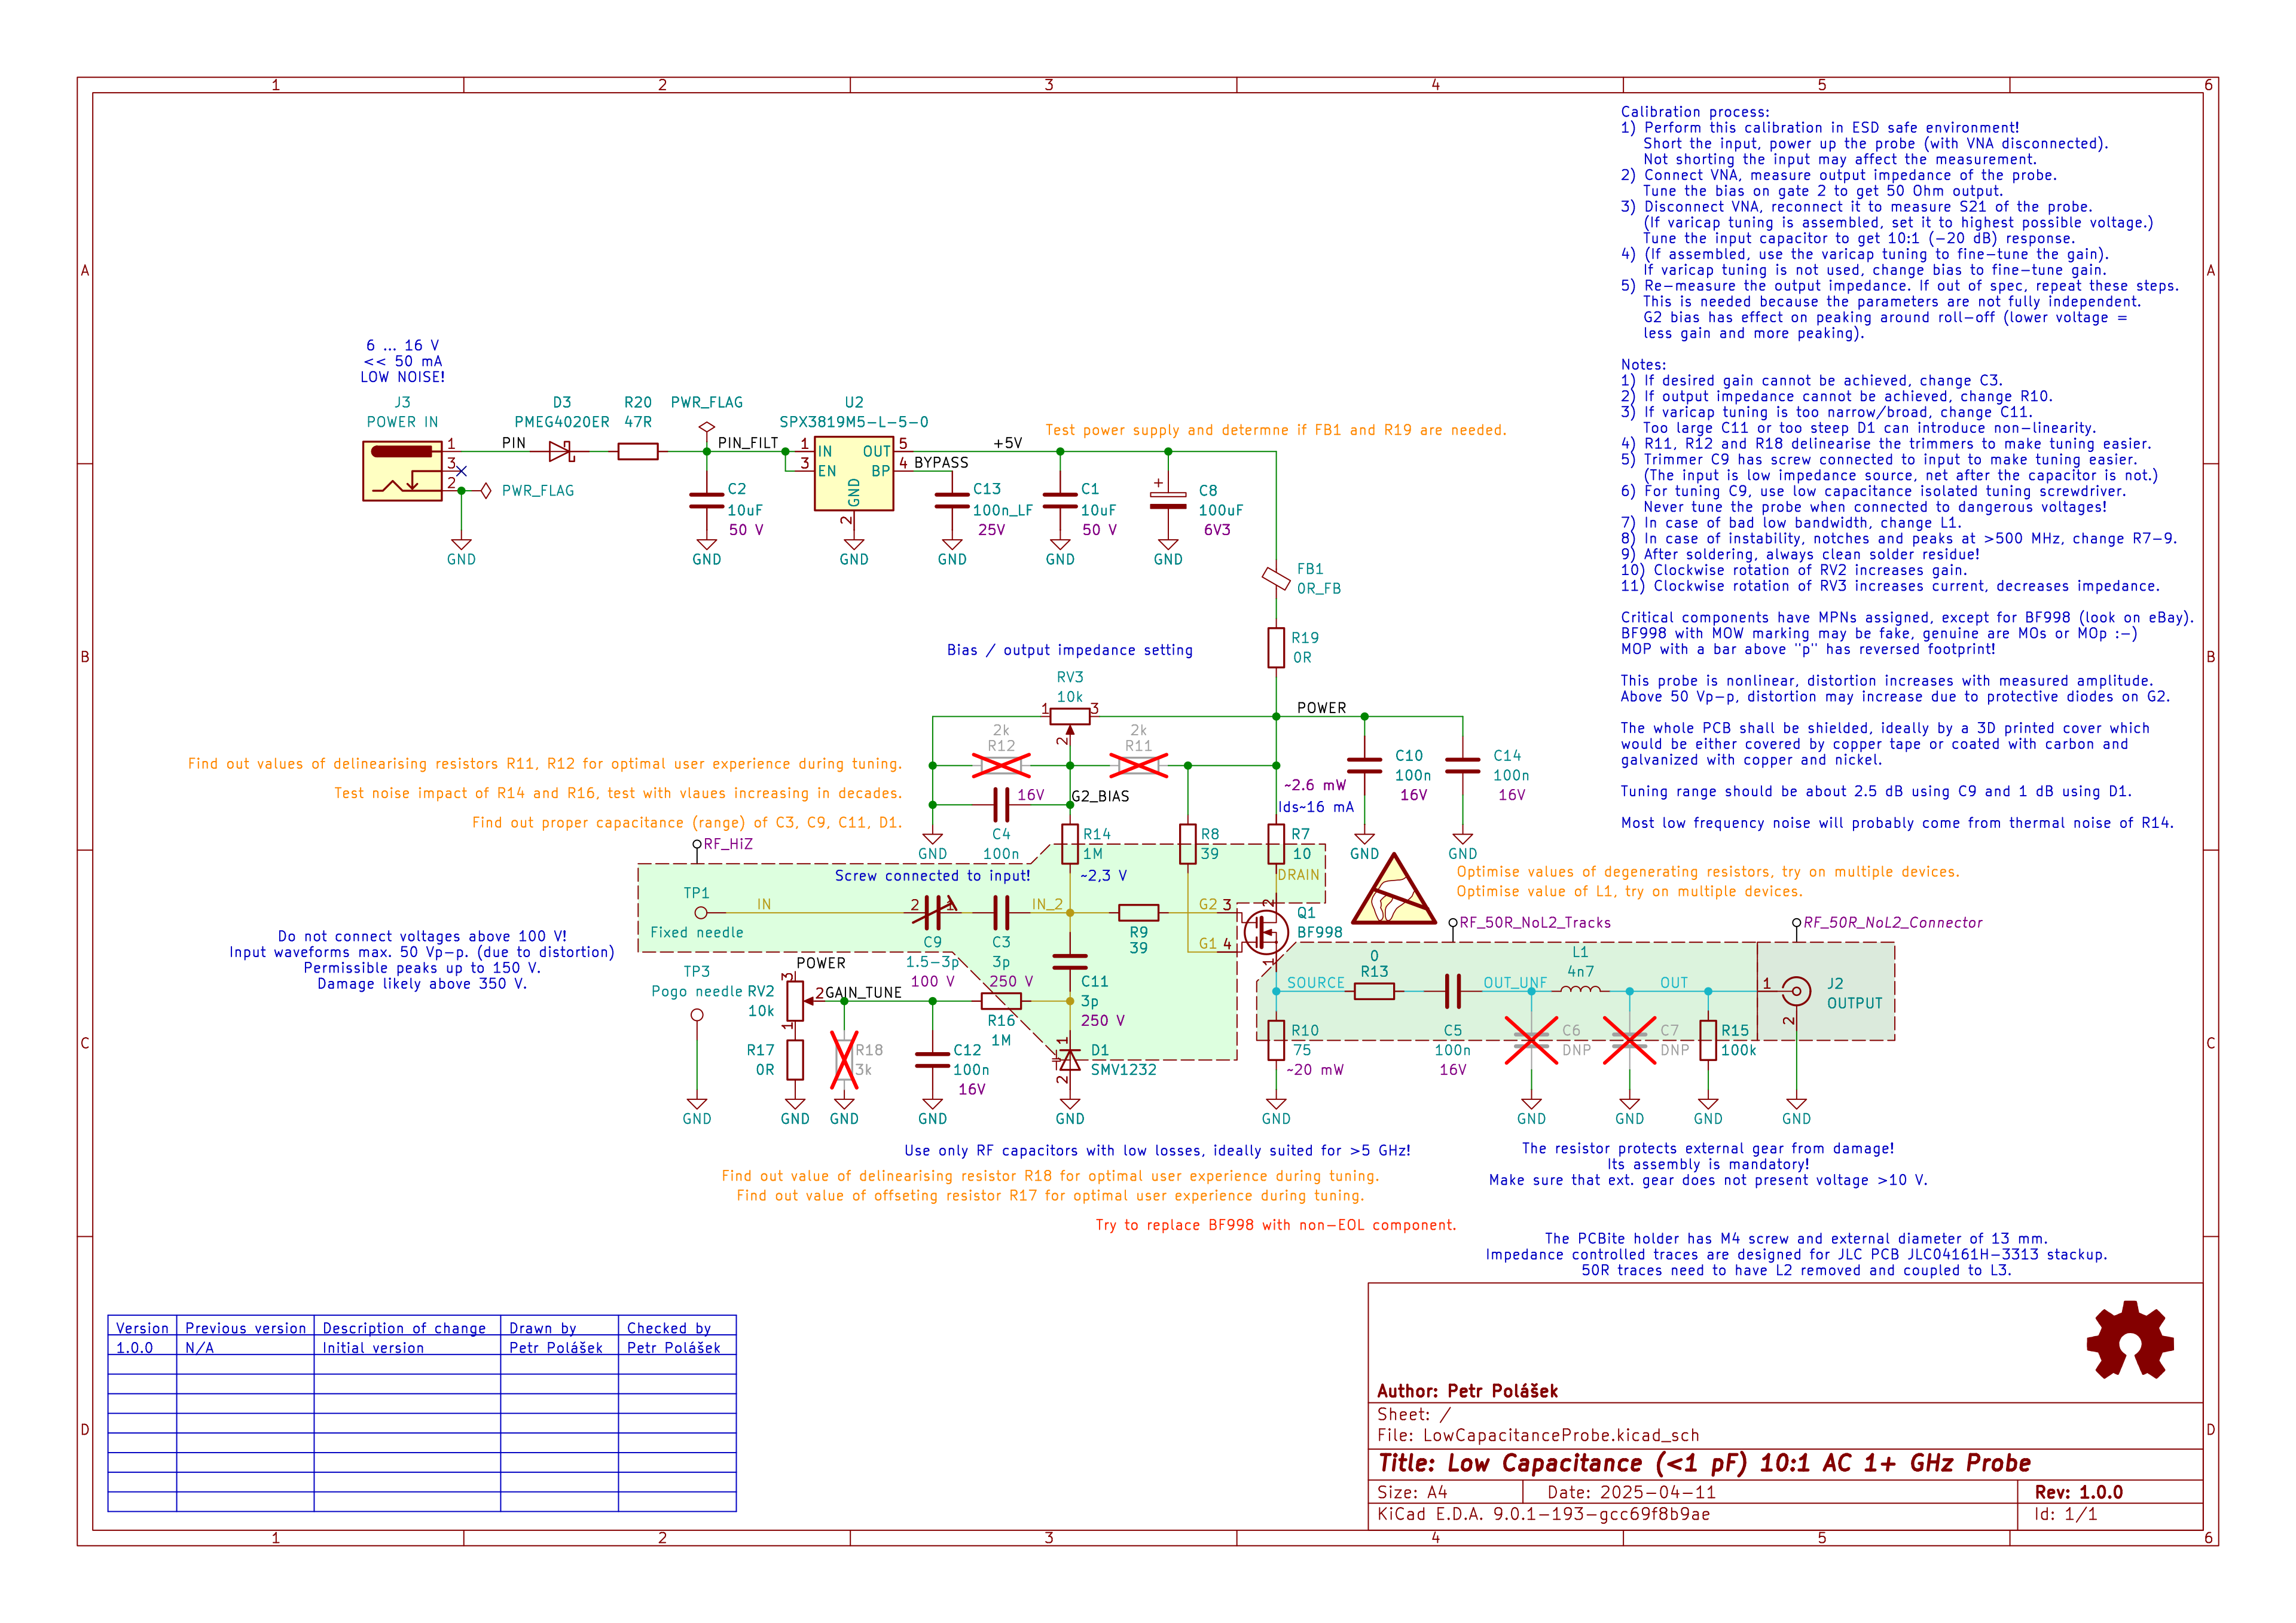 1 2 3 4 5 6
A
B
C
D
A
B
C
D
1 2 3 4 5 6
Calibration process:
1) Perform this calibration in ESD safe environment!
Short the input, power up the probe (with VNA disconnected).
Not shorting the input may affect the measurement.
2) Connect VNA, measure output impedance of the probe.
Tune the bias on gate 2 to get 50 Ohm output.
3) Disconnect VNA, reconnect it to measure S21 of the probe.
(If varicap tuning is assembled, set it to highest possible voltage.)
Tune the input capacitor to get 10:1 (-20 dB) response.
4) (If assembled, use the varicap tuning to fine-tune the gain).
If varicap tuning is not used, change bias to fine-tune gain.
5) Re-measure the output impedance. If out of spec, repeat these steps.
This is needed because the parameters are not fully independent.
G2 bias has effect on peaking around roll-off (lower voltage =
less gain and more peaking).
Notes:
1) If desired gain cannot be achieved, change C3.
2) If output impedance cannot be achieved, change R10.
3) If varicap tuning is too narrow/broad, change C11.
Too large C11 or too steep D1 can introduce non-linearity.
4) R11, R12 and R18 delinearise the trimmers to make tuning easier.
5) Trimmer C9 has screw connected to input to make tuning easier.
(The input is low impedance source, net after the capacitor is not.)
6) For tuning C9, use low capacitance isolated tuning screwdriver.
Never tune the probe when connected to dangerous voltages!
7) In case of bad low bandwidth, change L1.
8) In case of instability, notches and peaks at >500 MHz, change R7-9.
9) After soldering, always clean solder residue!
10) Clockwise rotation of RV2 increases gain.
11) Clockwise rotation of RV3 increases current, decreases impedance.
Critical components have MPNs assigned, except for BF998 (look on eBay).
BF998 with MOW marking may be fake, genuine are MOs or MOp :-)
MOP with a bar above "p" has reversed footprint!
This probe is nonlinear, distortion increases with measured amplitude.
Above 50 Vp-p, distortion may increase due to protective diodes on G2.
The whole PCB shall be shielded, ideally by a 3D printed cover which
would be either covered by copper tape or coated with carbon and
galvanized with copper and nickel.
Tuning range should be about 2.5 dB using C9 and 1 dB using D1.
Most low frequency noise will probably come from thermal noise of R14.
6 ... 16 V
<< 50 mA
LOW NOISE!
J3
POWER IN
1
3
2
PIN
D3
PMEG4020ER
R20
47R
PWR_FLAG
PIN_FILT
PWR_FLAG
GND
C2
10uF
50 V
GND
U2
SPX3819M5-L-5-0
1 IN OUT 5
3 EN BP 4
GND
2
GND
BYPASS
+5V
C13
100n_LF
25V
GND
C1
10uF
50 V
GND
C8
100uF
6V3
GND
Test power supply and determne if FB1 and R19 are needed.
FB1
0R_FB
R19
0R
Bias / output impedance setting
RV3
10k
1 3
2
POWER
2k
R12
2k
R11
Find out values of delinearising resistors R11, R12 for optimal user experience during tuning.
Test noise impact of R14 and R16, test with vlaues increasing in decades.
Find out proper capacitance (range) of C3, C9, C11, D1.
16V
C4
100n
GND
G2_BIAS
R14
1M
~2,3 V
R8
39
~2.6 mW
Ids~16 mA
R7
10
DRAIN
C10
100n
16V
GND
C14
100n
16V
GND
Optimise values of degenerating resistors, try on multiple devices.
Optimise value of L1, try on multiple devices.
RF_HiZ
Screw connected to input!
TP1
Fixed needle
IN
2 1
C9
1.5-3p
100 V
C3
3p
250 V
IN_2
R9
39
G2 3
G1 4
2
1
Q1
BF998
Do not connect voltages above 100 V!
Input waveforms max. 50 Vp-p. (due to distortion)
Permissible peaks up to 150 V.
Damage likely above 350 V.
TP3
Pogo needle
GND
POWER
RV2
10k
3
2
1
GAIN_TUNE
R17
0R
GND
R18
3k
GND
C12
100n
16V
GND
R16
1M
C11
3p
250 V
1
D1
SMV1232
2
GND
RF_50R_NoL2_Tracks
RF_50R_NoL2_Connector
SOURCE
0
R13
R10
75
~20 mW
GND
C5
100n
16V
OUT_UNF
L1
4n7
OUT
C6
DNP
GND
C7
DNP
GND
R15
100k
GND
1
2
J2
OUTPUT
GND
Use only RF capacitors with low losses, ideally suited for >5 GHz!
Find out value of delinearising resistor R18 for optimal user experience during tuning.
Find out value of offseting resistor R17 for optimal user experience during tuning.
Try to replace BF998 with non-EOL component.
The resistor protects external gear from damage!
Its assembly is mandatory!
Make sure that ext. gear does not present voltage >10 V.
The PCBite holder has M4 screw and external diameter of 13 mm.
Impedance controlled traces are designed for JLC PCB JLC04161H-3313 stackup.
50R traces need to have L2 removed and coupled to L3.
Version Previous version Description of change Drawn by Checked by
1.0.0 N/A Initial version Petr Polášek Petr Polášek
Author: Petr Polášek
Sheet: /
File: LowCapacitanceProbe.kicad_sch
Title: Low Capacitance (<1 pF) 10:1 AC 1+ GHz Probe
Size: A4 Date: 2025-04-11 Rev: 1.0.0
KiCad E.D.A. 9.0.1-193-gcc69f8b9ae Id: 1/1